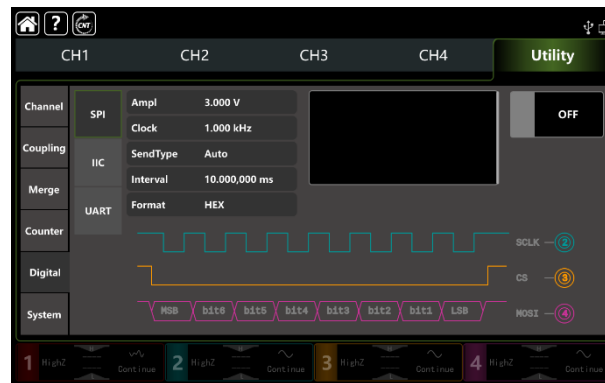 ? CNT
CH1 CH2 CH3 CH4 Utility
Channel SPI Ampl 3.000 V OFF
Clock 1.000 kHz
Coupling IIC SendType Auto
Interval 10.000,000 ms
Merge UART Format HEX
Counter SCLK ②
Digital CS ③
System MSB bit6 bit5 bit4 bit3 bit2 bit1 LSB MOSI ④
1 HighZ Continue 2 HighZ Continue 3 HighZ Continue 4 HighZ Continue